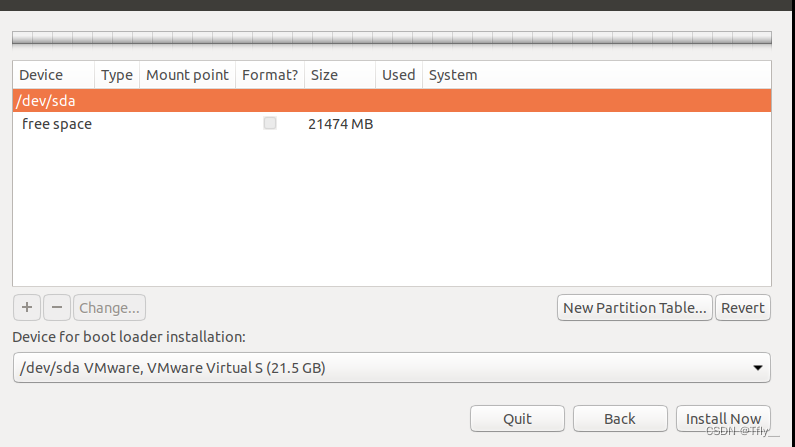 Device Type Mount point Format? Size Used System
/dev/sda
free space 21474 MB
+ − Change... New Partition Table... Revert
Device for boot loader installation:
/dev/sda VMware, VMware Virtual S (21.5 GB)
Quit Back Install Now
CSDN @Tfly__